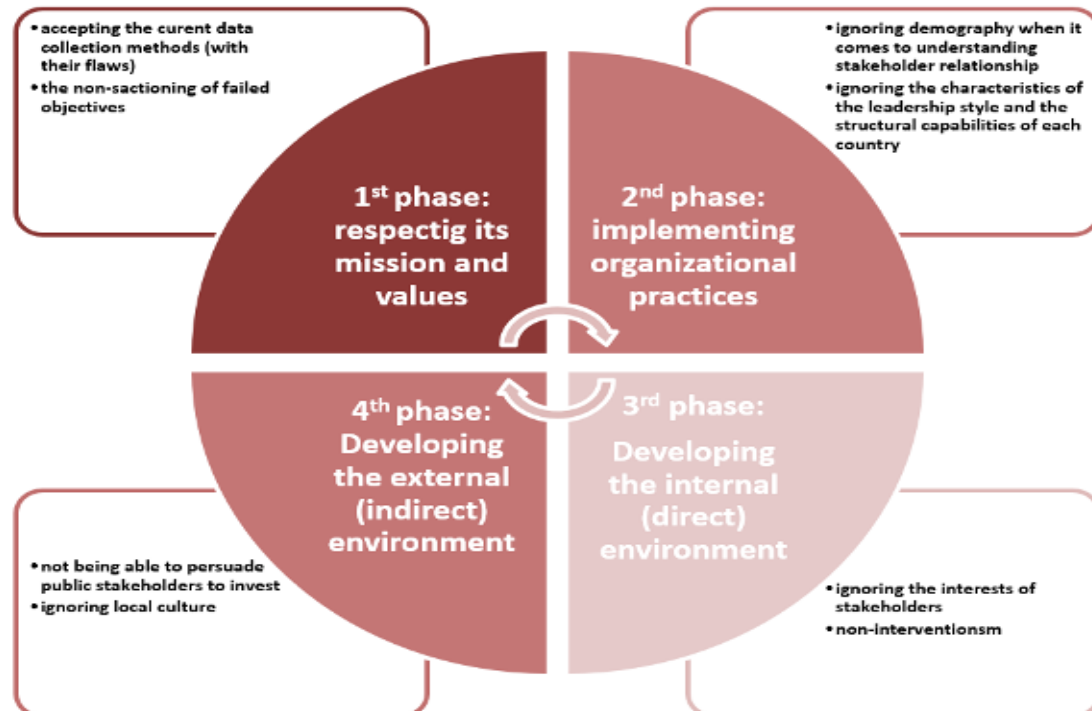 • accepting the curent data
collection methods (with
their flaws)
• the non-sactioning of failed
objectives
• ignoring demography when it
comes to understanding
stakeholder relationship
• ignoring the characteristics of
the leadership style and the
structural capabilities of each
country
1st phase:
respectig its
mission and
values
2nd phase:
implementing
organizational
practices
4th phase:
Developing
the external
(indirect)
environment
3rd phase:
Developing
the internal
(direct)
environment
• not being able to persuade
public stakeholders to invest
• ignoring local culture
• ignoring the interests of
stakeholders
• non-interventionsm